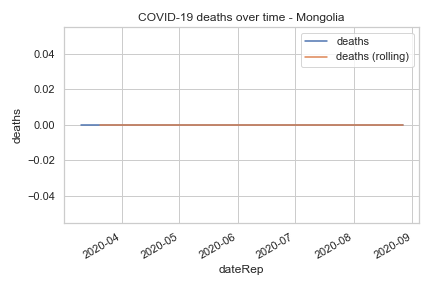 COVID-19 deaths over time - Mongolia
deaths
deaths (rolling)
0.04
0.02
0.00
−0.02
−0.04
deaths
2020-04
2020-05
2020-06
2020-07
2020-08
2020-09
dateRep